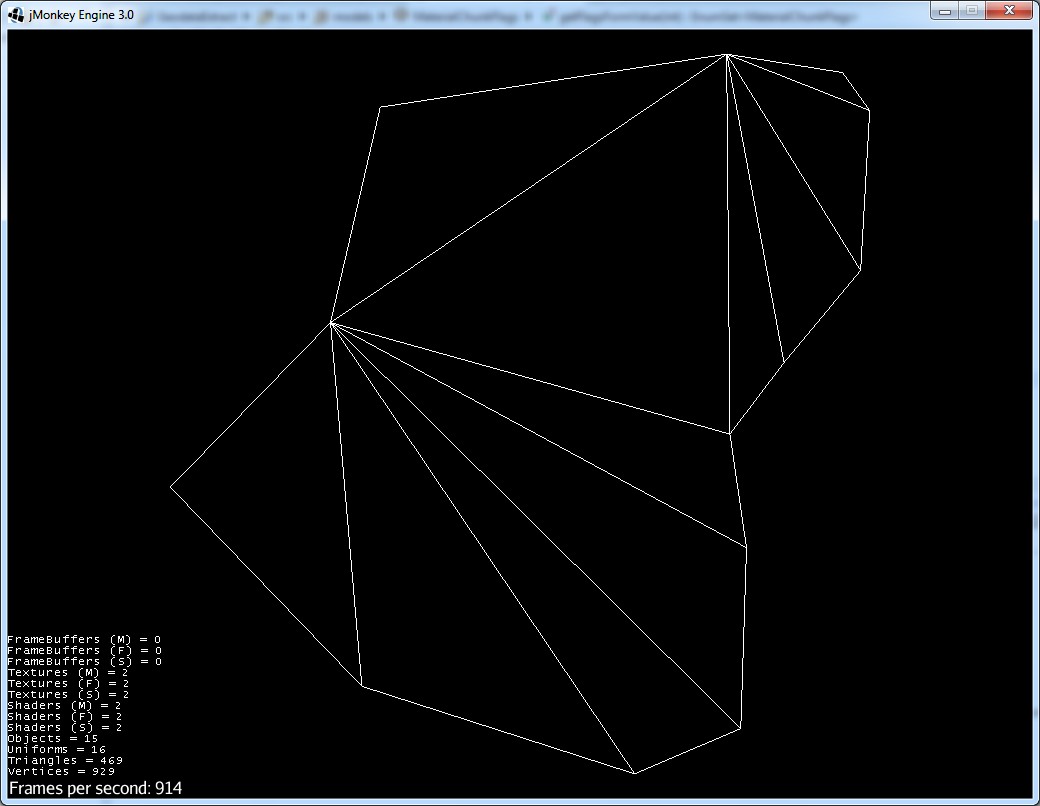 jMonkey Engine 3.0
FrameBuffers (M) = 0
FrameBuffers (F) = 0
FrameBuffers (S) = 0
Textures (M) = 2
Textures (F) = 2
Textures (S) = 2
Shaders (M) = 2
Shaders (F) = 2
Shaders (S) = 2
Objects = 15
Uniforms = 16
Triangles = 469
Vertices = 929
Frames per second: 914